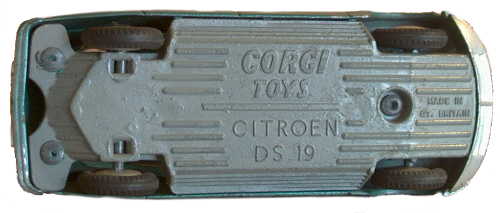 CORGI
TOYS
CITROEN
DS 19
MADE IN
GT. BRITAIN